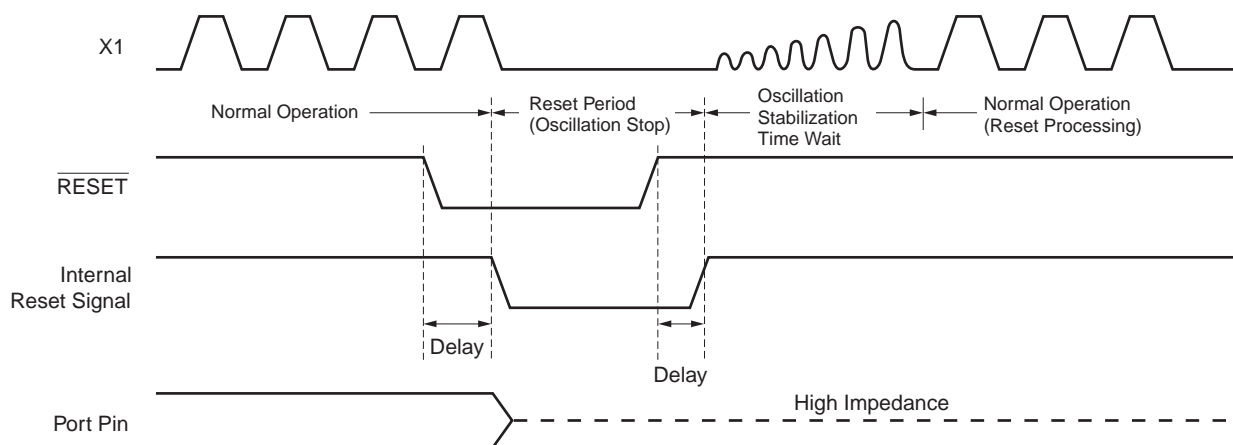 X1
Normal Operation
Reset Period
(Oscillation Stop)
Oscillation
Stabilization
Time Wait
Normal Operation
(Reset Processing)
RESET
Internal
Reset Signal
Delay
Delay
Port Pin
High Impedance